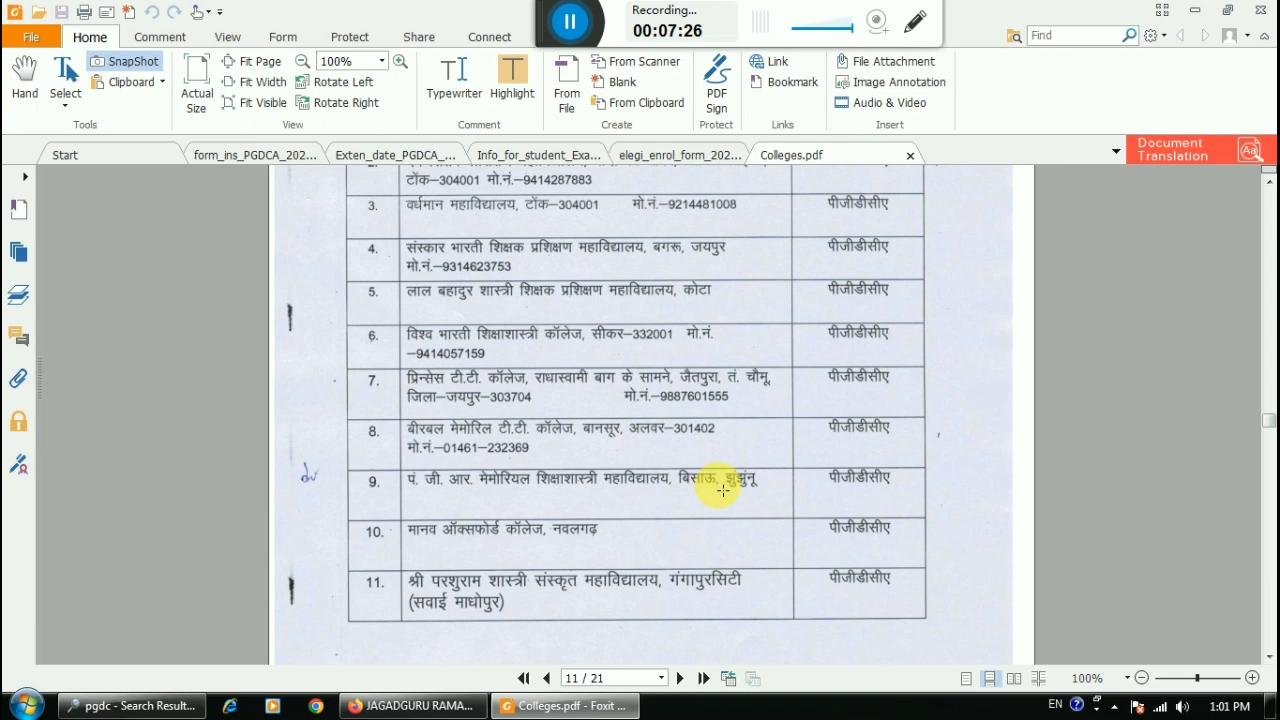 Recording...
00:07:26
File Home Comment View Form Protect Share Connect
Find
Hand
Select
SnapShot
Clipboard
Tools
Actual
Size
Fit Page
Fit Width
Fit Visible
100%
Rotate Left
Rotate Right
View
Typewriter
Highlight
Comment
From
File
From Scanner
Blank
From Clipboard
Create
PDF
Sign
Protect
Link
Bookmark
Links
File Attachment
Image Annotation
Audio & Video
Insert
Start form_ins_PGDCA_202... Exten_date_PGDCA_... Info_for_student_Exa... elegi_enrol_form_202... Colleges.pdf
Document
Translation
टोंक–304001 मो.नं–9414287883
3. वर्धमान महाविद्यालय, टोंक–304001 मो.नं.–9214481008 पीजीडीसीए
4. संस्कार भारती शिक्षक प्रशिक्षण महाविद्यालय, बगरू, जयपुर पीजीडीसीए
मो.नं.–9314623753
5. लाल बहादुर शास्त्री शिक्षक प्रशिक्षण महाविद्यालय, कोटा पीजीडीसीए
6. विश्व भारती शिक्षाशास्त्री कॉलेज, सीकर–332001 मो.नं. पीजीडीसीए
–9414057159
7. प्रिन्सेस टी.टी. कॉलेज, राधास्वामी बाग के सामने, जैतपुरा, तं. चौमू, पीजीडीसीए
जिला–जयपुर–303704 मो.नं.–9887601555
8. बीरबल मेमोरिल टी.टी. कॉलेज, बानसूर, अलवर–301402 पीजीडीसीए
मो.नं.–01461–232369
9. पं. जी. आर. मेमोरियल शिक्षाशास्त्री महाविद्यालय, बिसाऊ, झुंझुंनू पीजीडीसीए
10. मानव ऑक्सफोर्ड कॉलेज, नवलगढ़ पीजीडीसीए
11. श्री परशुराम शास्त्री संस्कृत महाविद्यालय, गंगापुरसिटी पीजीडीसीए
(सवाई माधोपुर)
11 / 21
100%
pgdc - Search Result...
JAGADGURU RAMA...
Colleges.pdf - Foxit ...
EN
1:01 PM